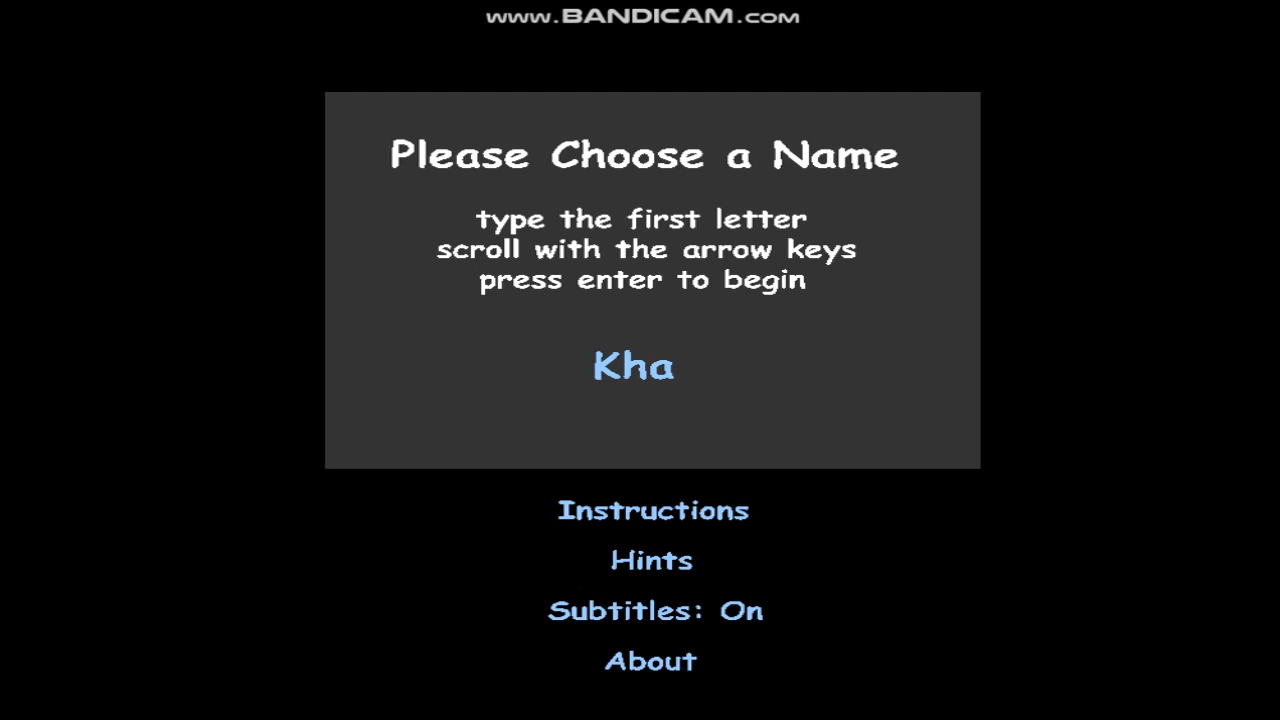 www.BANDICAM.com
Please Choose a Name
type the first letter
scroll with the arrow keys
press enter to begin
Kha
Instructions
Hints
Subtitles: On
About